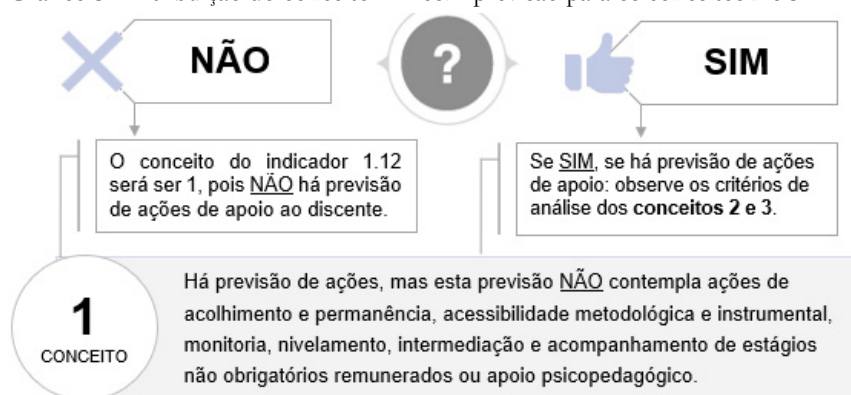 NÃO
?
SIM
O conceito do indicador 1.12
será ser 1, pois NÃO há previsão
de ações de apoio ao discente.
Se SIM, se há previsão de ações
de apoio: observe os critérios de
análise dos conceitos 2 e 3.
1
CONCEITO
Há previsão de ações, mas esta previsão NÃO contempla ações de
acolhimento e permanência, acessibilidade metodológica e instrumental,
monitoria, nivelamento, intermediação e acompanhamento de estágios
não obrigatórios remunerados ou apoio psicopedagógico.